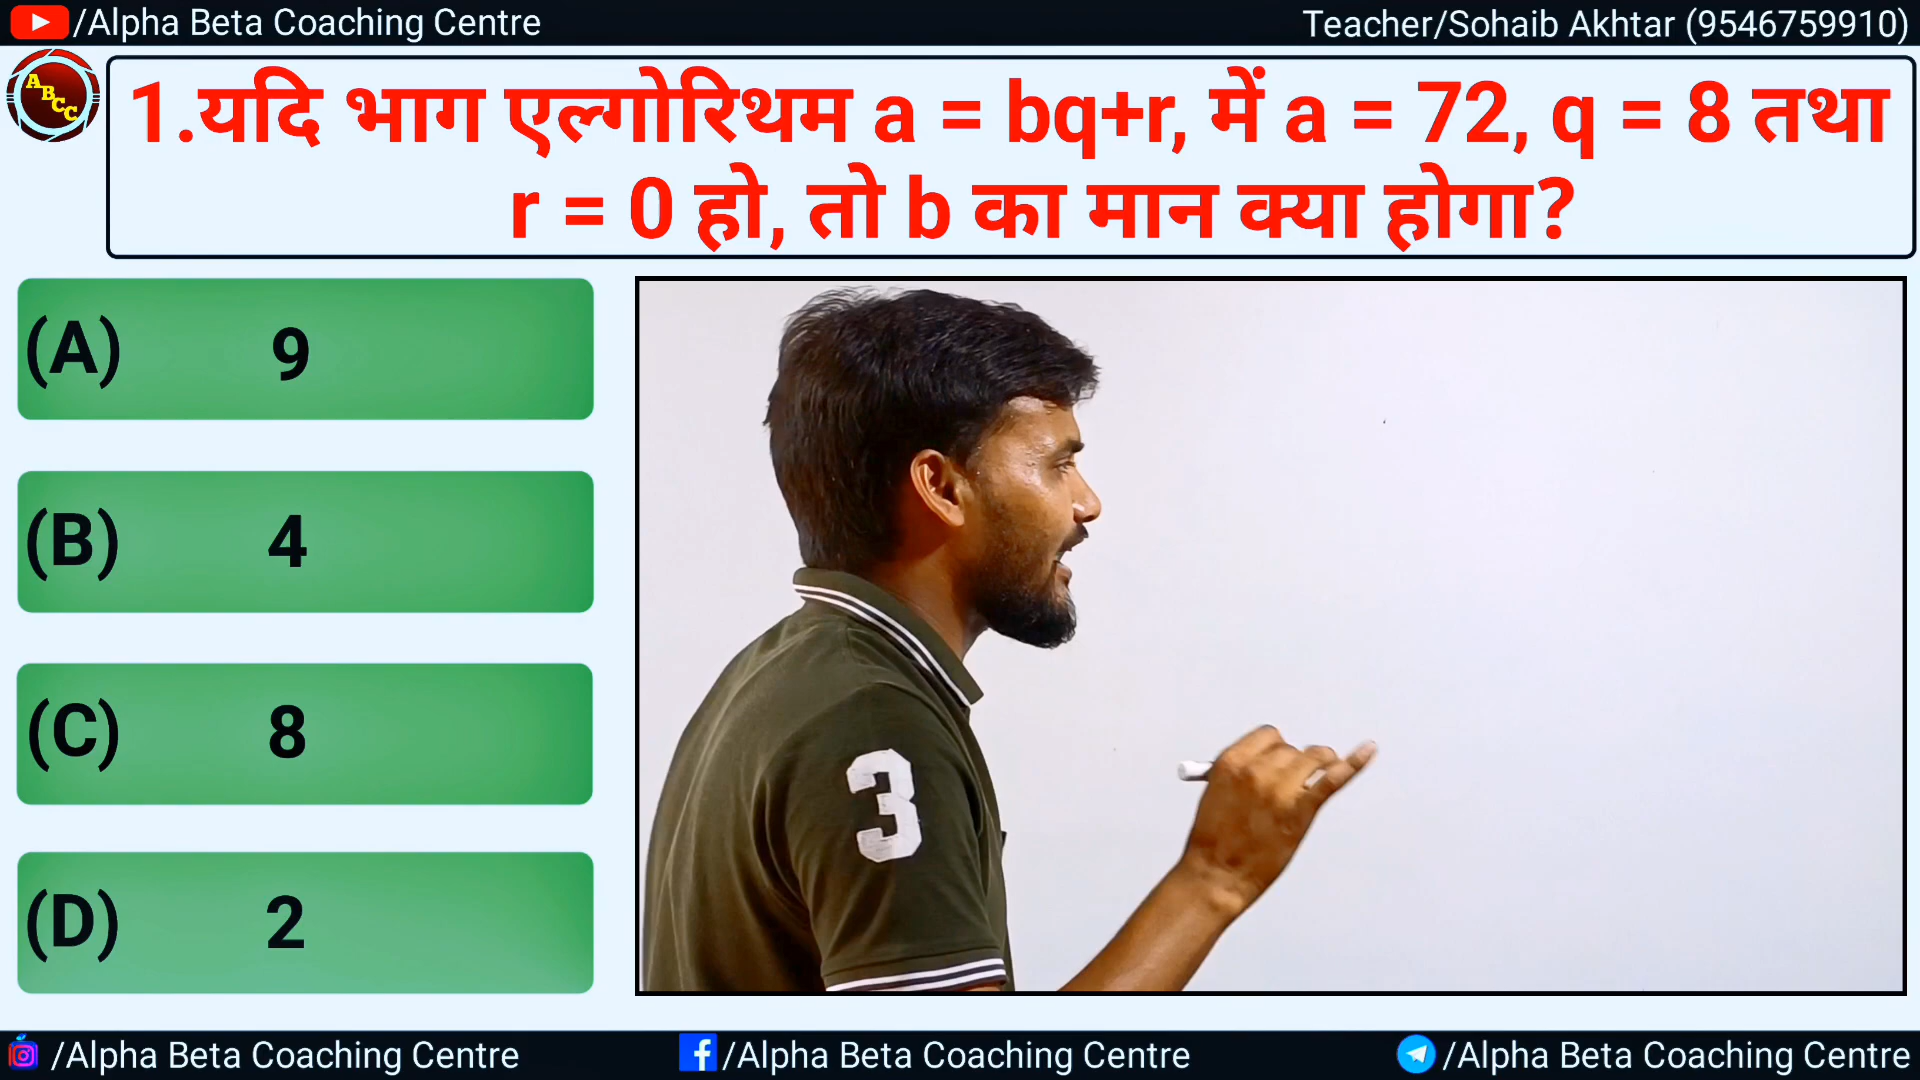 /Alpha Beta Coaching Centre
Teacher/Sohaib Akhtar (9546759910)
ABCC
1.यदि भाग एल्गोरिथम a = bq+r, में a = 72, q = 8 तथा
r = 0 हो, तो b का मान क्या होगा?
(A) 9
(B) 4
(C) 8
(D) 2
3
/Alpha Beta Coaching Centre
/Alpha Beta Coaching Centre
/Alpha Beta Coaching Centre